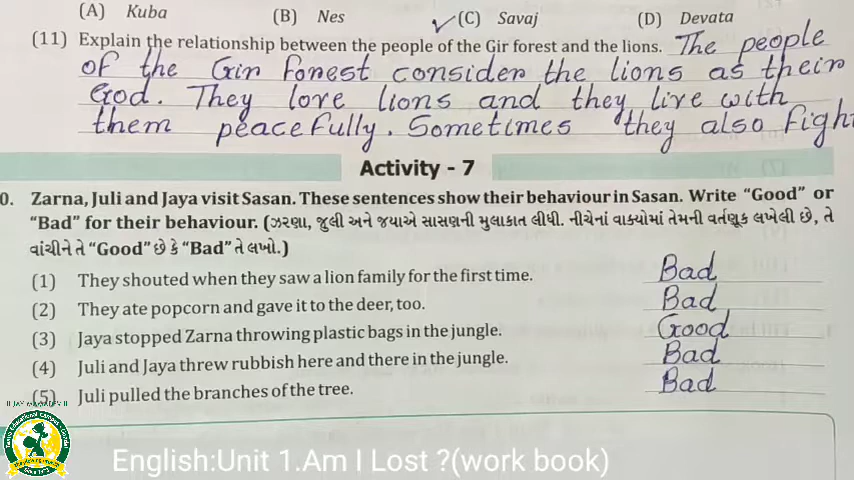 (A) Kuba (B) Nes (C) Savaj (D) Devata
(11) Explain the relationship between the people of the Gir forest and the lions. The people
of the Gir forest consider the lions as their
God. They love lions and they live with
them peacefully. Sometimes they also fight
Activity - 7
0. Zarna, Juli and Jaya visit Sasan. These sentences show their behaviour in Sasan. Write "Good" or
"Bad" for their behaviour. (ઝરણા, જુલી અને જયાએ સાસણની મુલાકાત લીધી. નીચેનાં વાક્યોમાં તેમની વર્તણૂક લખેલી છે, તે
વાંચીને તે "Good" છે કે "Bad" તે લખો.)
(1) They shouted when they saw a lion family for the first time. Bad
(2) They ate popcorn and gave it to the deer, too. Bad
(3) Jaya stopped Zarna throwing plastic bags in the jungle. Good
(4) Juli and Jaya threw rubbish here and there in the jungle. Bad
(5) Juli pulled the branches of the tree. Bad
English:Unit 1.Am I Lost ?(work book)